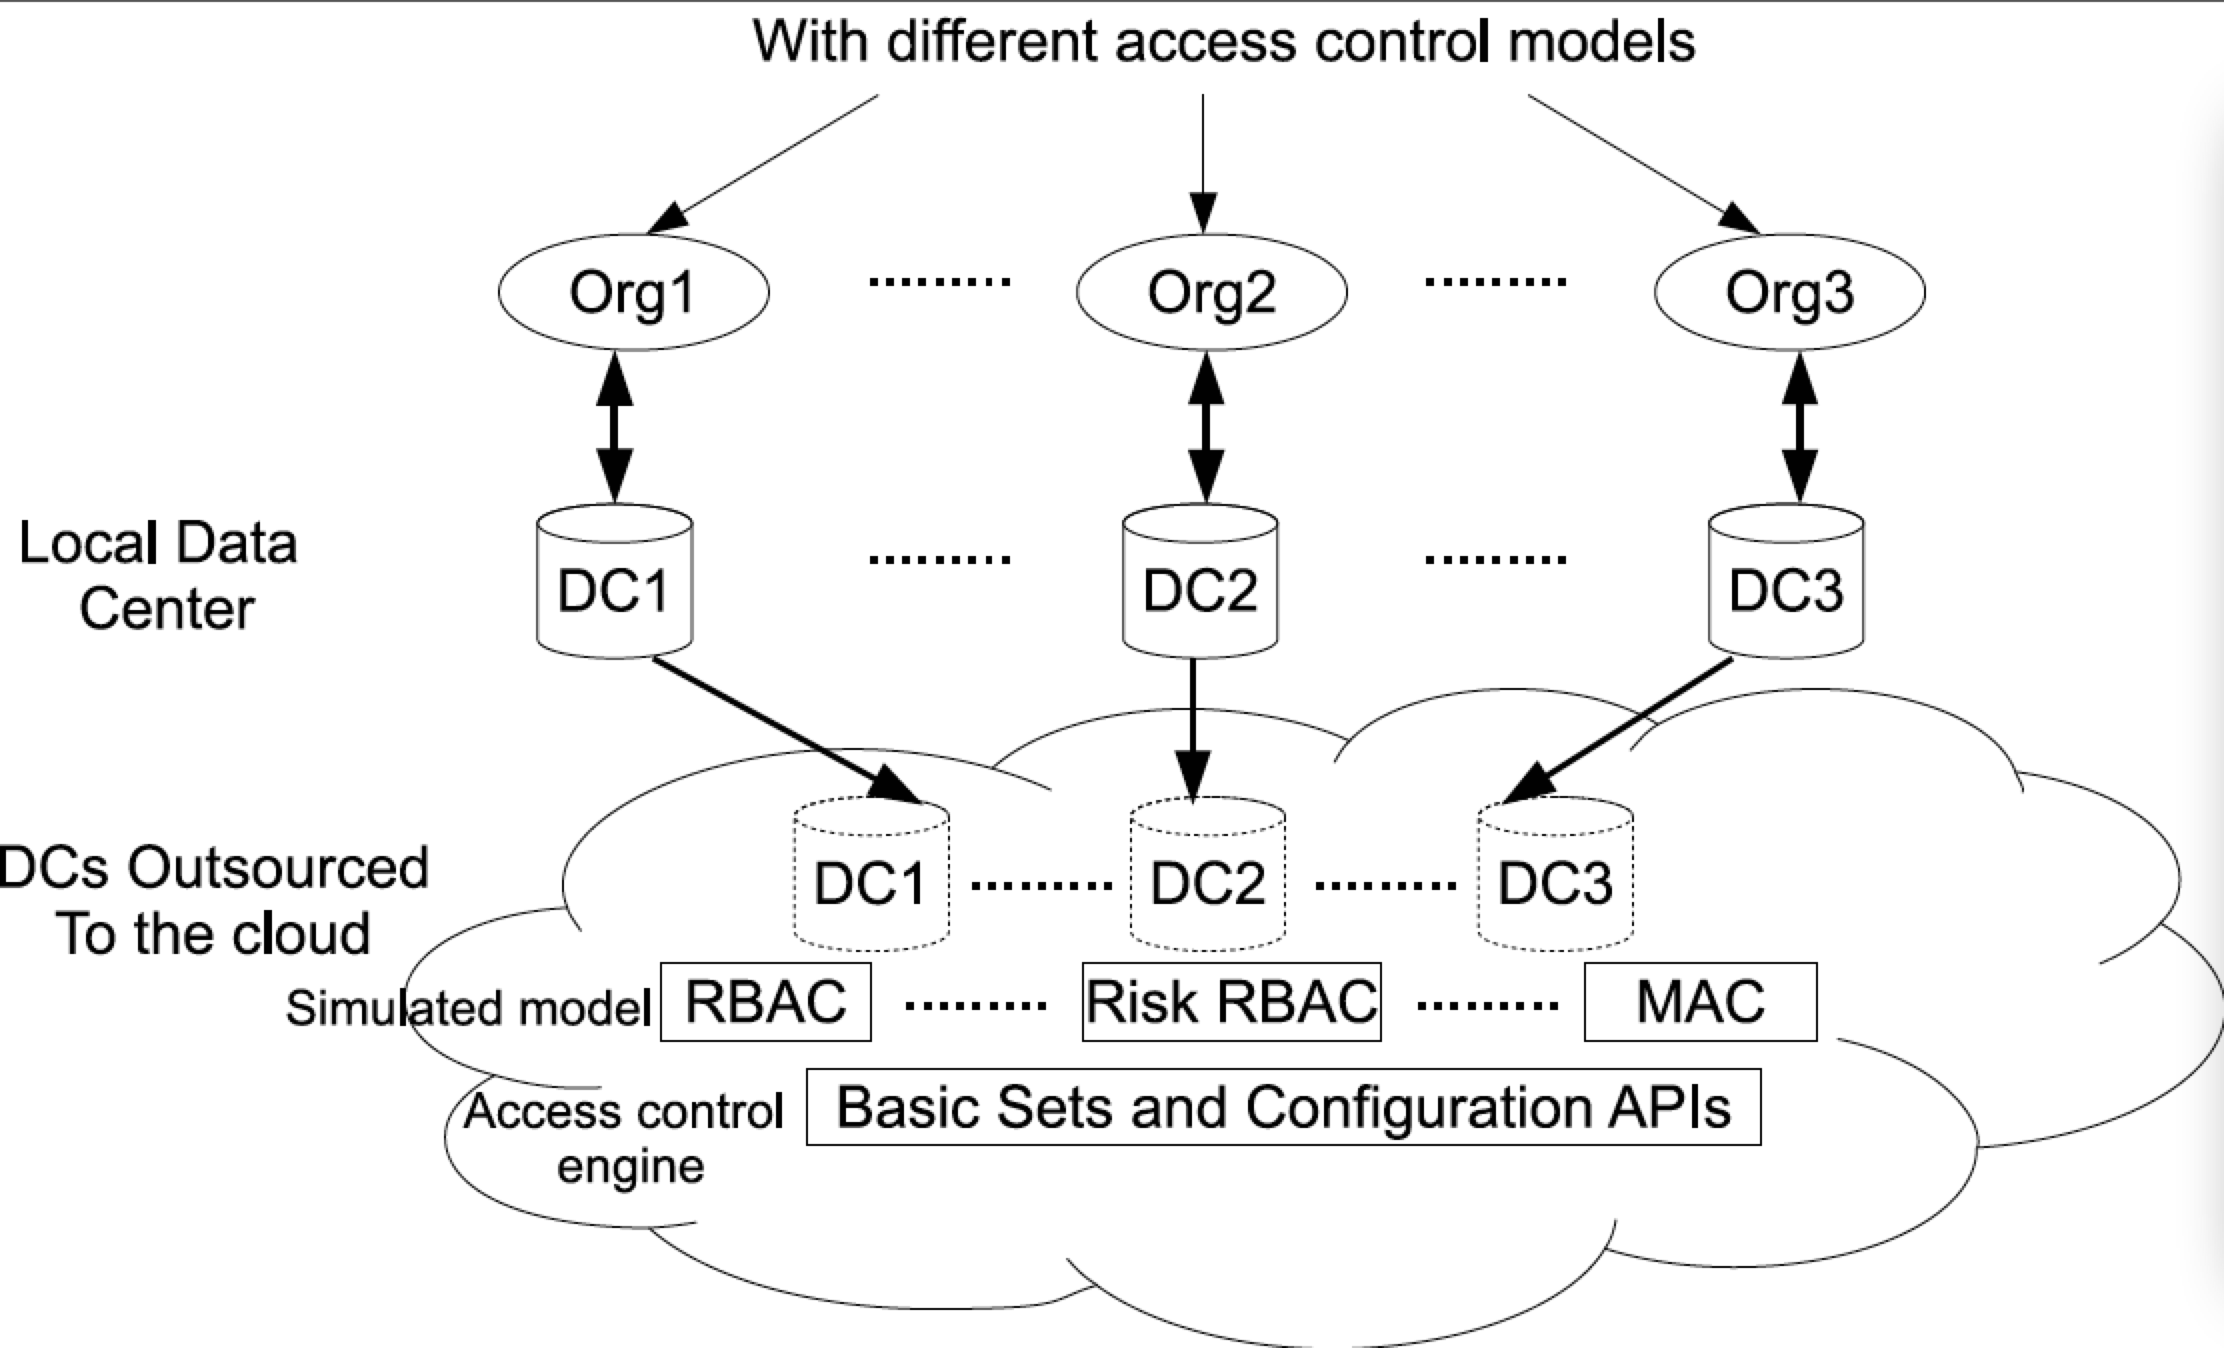 With different access control models
Org1 Org2 Org3
Local Data
Center
DC1 DC2 DC3
DCs Outsourced
To the cloud
DC1 DC2 DC3
Simulated model RBAC Risk RBAC MAC
Access control
engine
Basic Sets and Configuration APIs